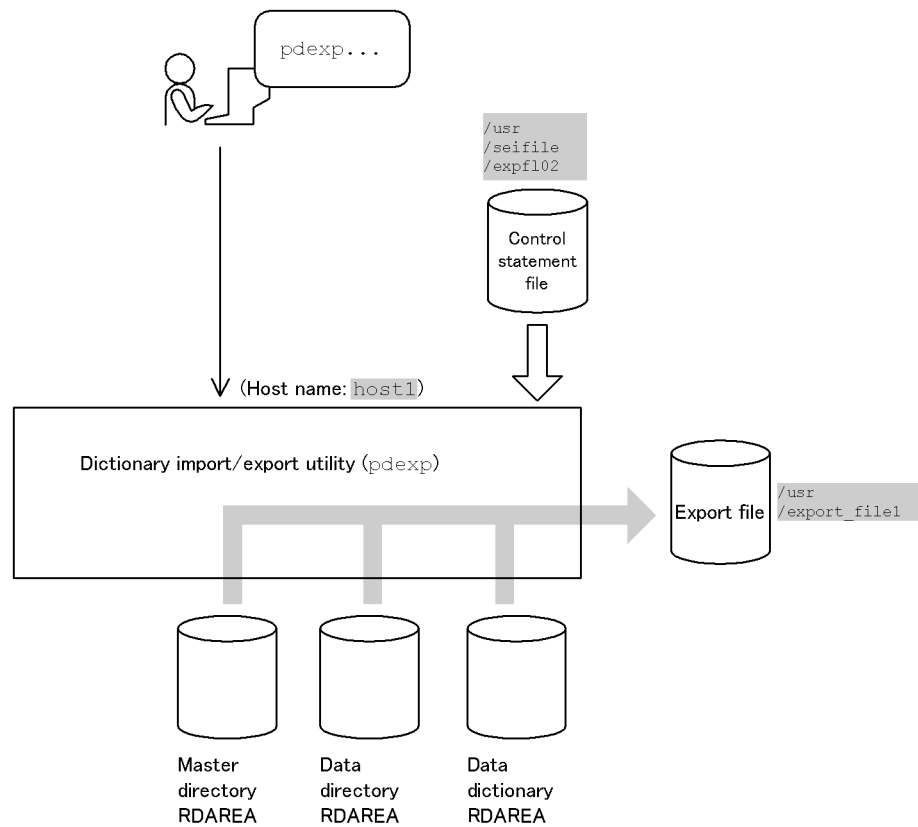 pdexp...
/usr
/seifile
/expfl02
Control
statement
file
(Host name: host1)
Dictionary import/export utility (pdexp)
Export file
/usr
/export_file1
Master
directory
RDAREA
Data
directory
RDAREA
Data
dictionary
RDAREA